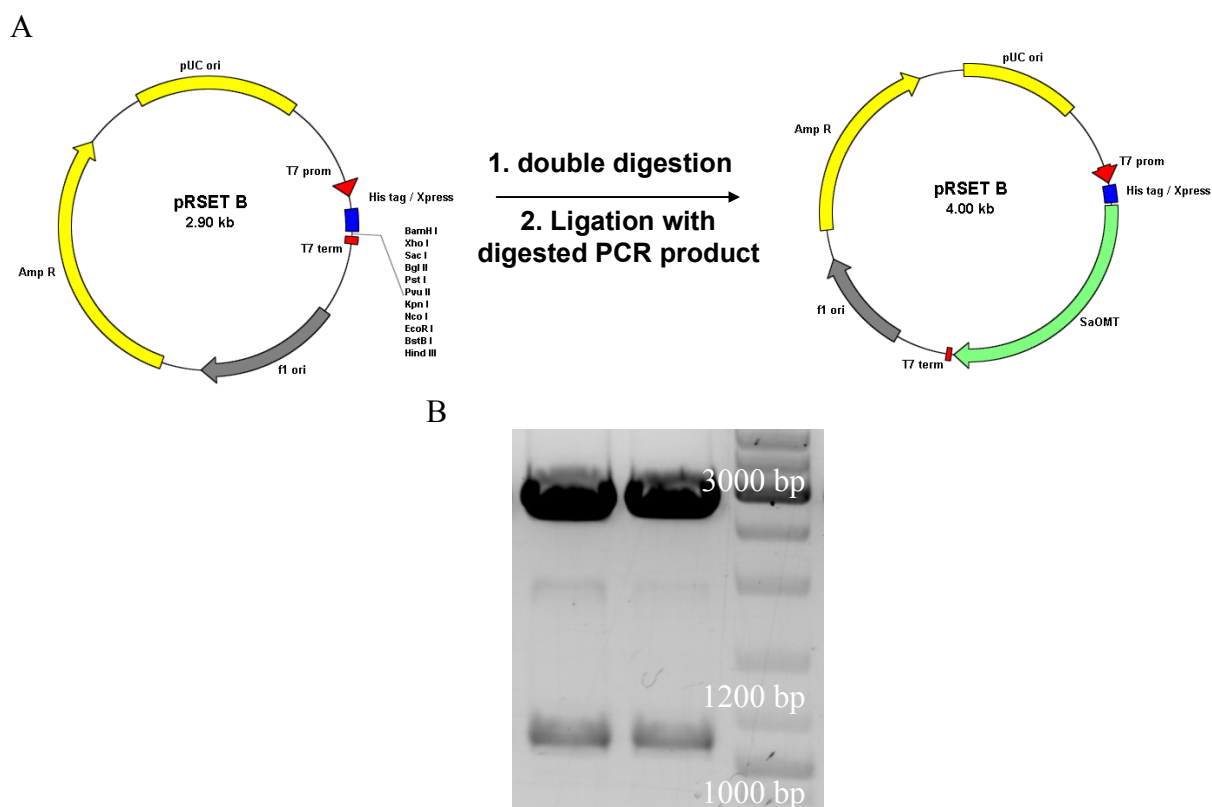 A
pUC ori
T7 prom
His tag / Xpress
pRSET B
2.90 kb
BamH I
Xho I
Sac I
Bgl II
Pst I
Pvu II
Kpn I
Nco I
EcoR I
BstB I
Hind III
T7 term
Amp R
f1 ori
1. double digestion
2. Ligation with
digested PCR product
pUC ori
Amp R
T7 prom
His tag / Xpress
pRSET B
4.00 kb
SaOMT
f1 ori
T7 term
B
3000 bp
1200 bp
1000 bp